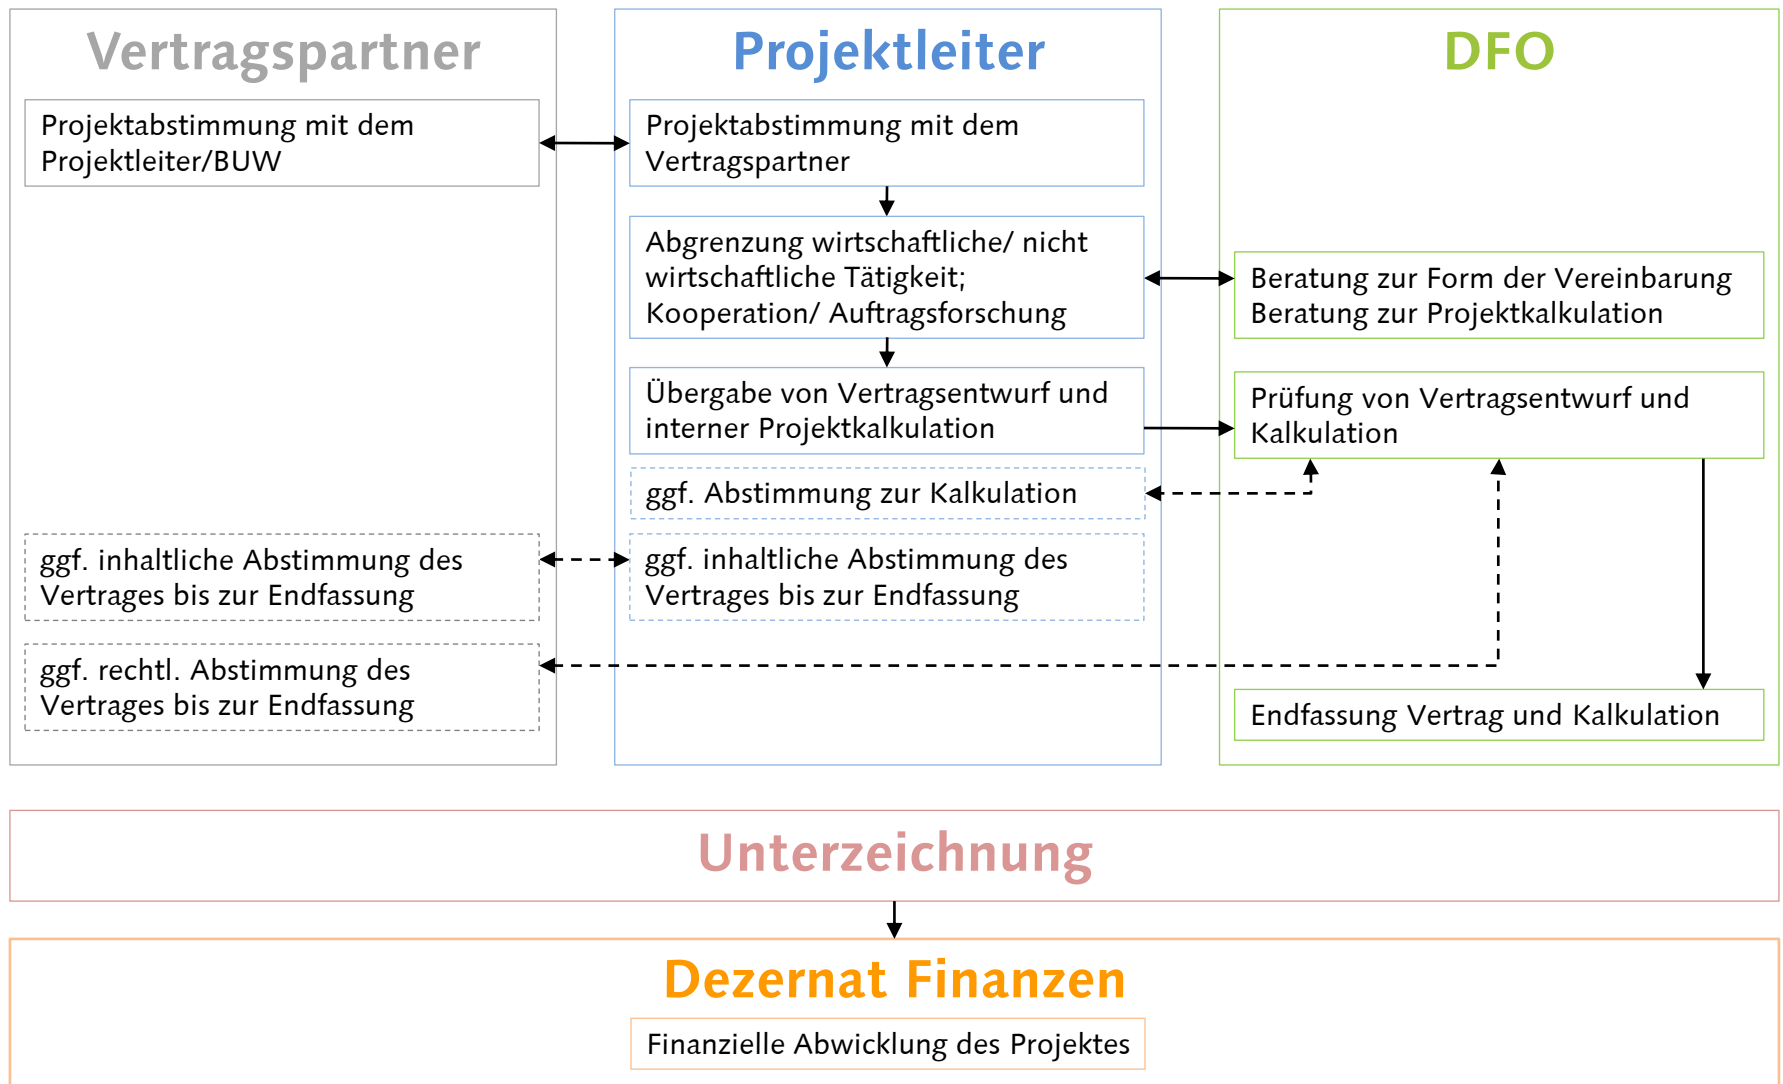 Vertragspartner
Projektabstimmung mit dem
Projektleiter/BUW
ggf. inhaltliche Abstimmung des
Vertrages bis zur Endfassung
ggf. rechtl. Abstimmung des
Vertrages bis zur Endfassung
Projektleiter
Projektabstimmung mit dem
Vertragspartner
Abgrenzung wirtschaftliche/ nicht
wirtschaftliche Tätigkeit;
Kooperation/ Auftragsforschung
Übergabe von Vertragsentwurf und
interner Projektkalkulation
ggf. Abstimmung zur Kalkulation
ggf. inhaltliche Abstimmung des
Vertrages bis zur Endfassung
DFO
Beratung zur Form der Vereinbarung
Beratung zur Projektkalkulation
Prüfung von Vertragsentwurf und
Kalkulation
Endfassung Vertrag und Kalkulation
Unterzeichnung
Dezernat Finanzen
Finanzielle Abwicklung des Projektes